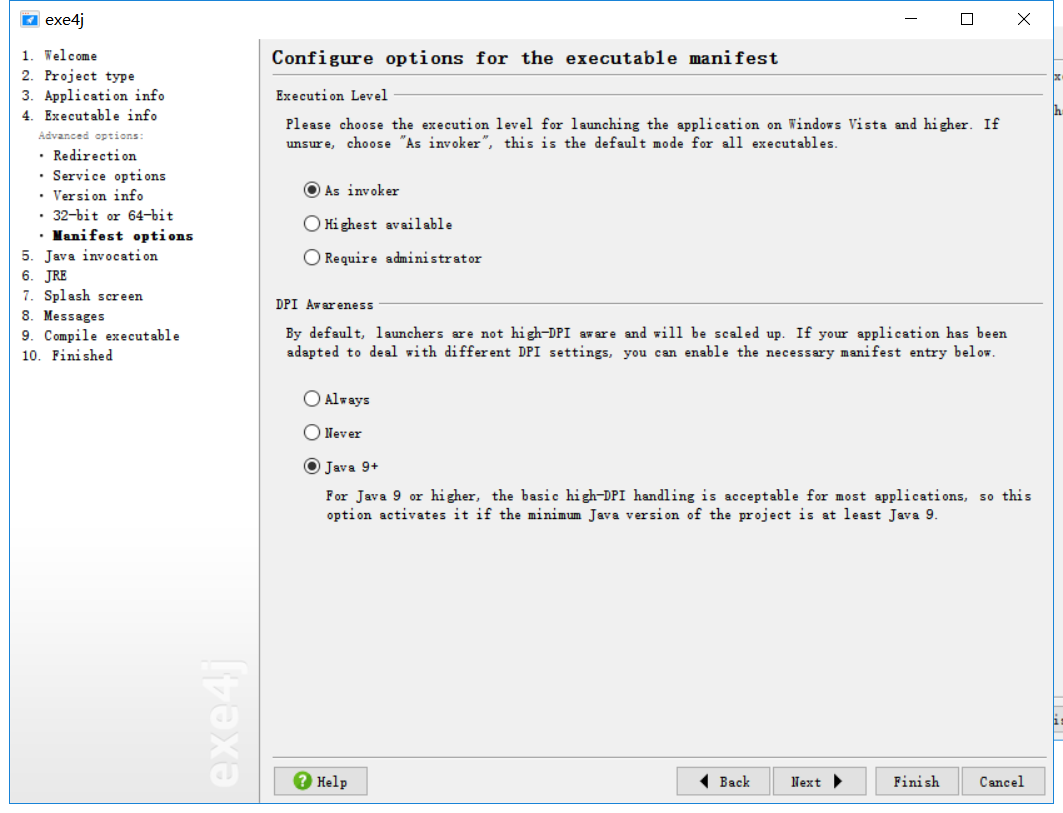 exe4j
1. Welcome
2. Project type
3. Application info
4. Executable info
Advanced options:
· Redirection
· Service options
· Version info
· 32-bit or 64-bit
· Manifest options
5. Java invocation
6. JRE
7. Splash screen
8. Messages
9. Compile executable
10. Finished
exe4j
Configure options for the executable manifest
Execution Level
Please choose the execution level for launching the application on Windows Vista and higher. If
unsure, choose "As invoker", this is the default mode for all executables.
As invoker
Highest available
Require administrator
DPI Awareness
By default, launchers are not high-DPI aware and will be scaled up. If your application has been
adapted to deal with different DPI settings, you can enable the necessary manifest entry below.
Always
Never
Java 9+
For Java 9 or higher, the basic high-DPI handling is acceptable for most applications, so this
option activates it if the minimum Java version of the project is at least Java 9.
Help
Back
Next
Finish
Cancel